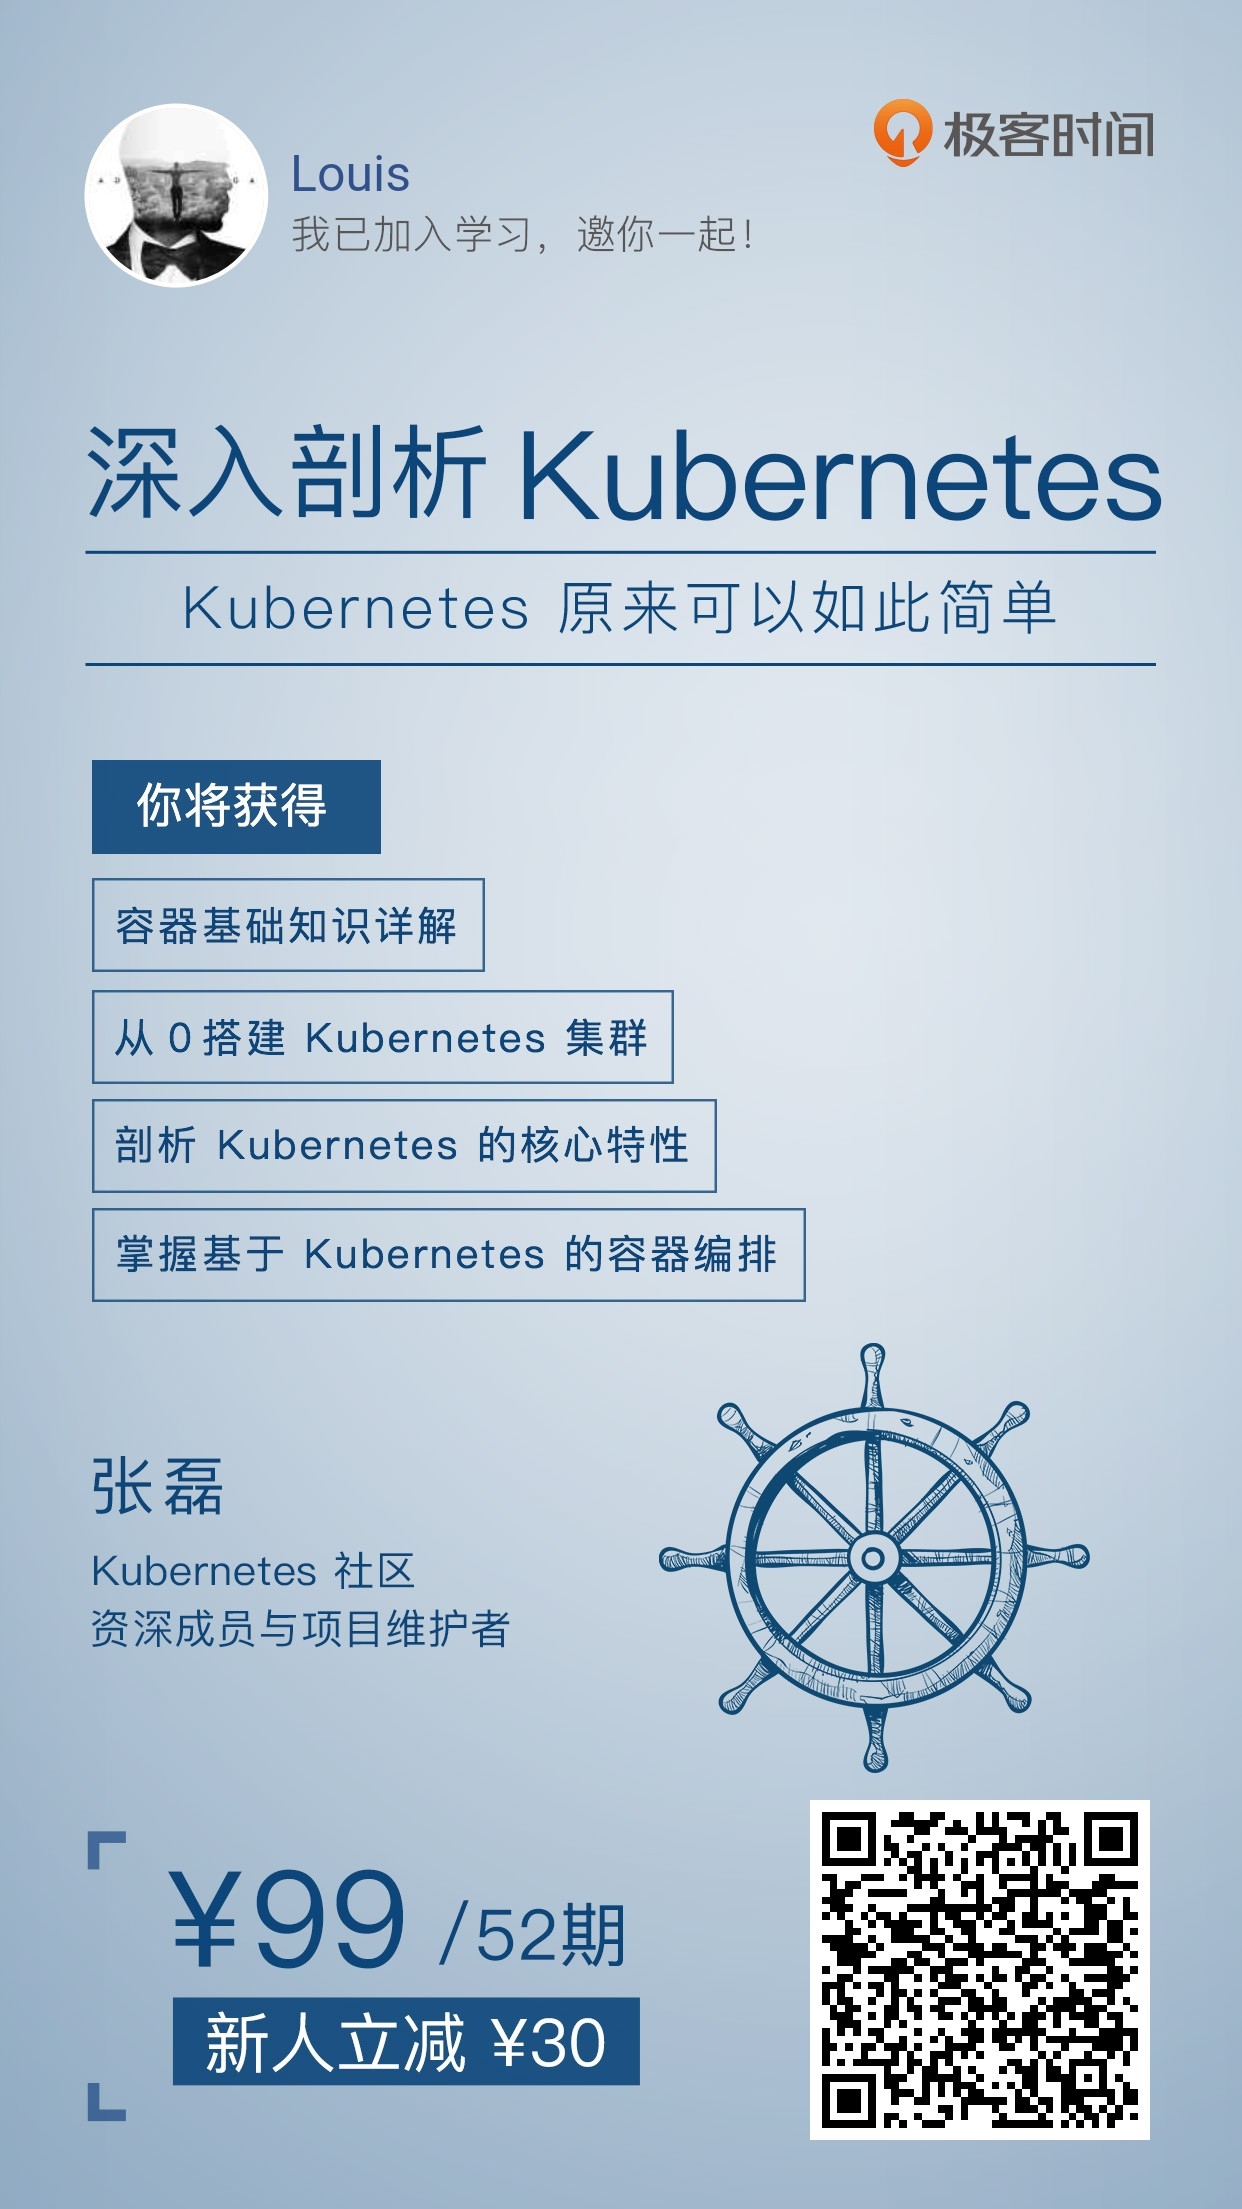 极客时间
Louis
我已加入学习，邀你一起！
深入剖析 Kubernetes
Kubernetes 原来可以如此简单
你将获得
容器基础知识详解
从 0 搭建 Kubernetes 集群
剖析 Kubernetes 的核心特性
掌握基于 Kubernetes 的容器编排
张磊
Kubernetes 社区
资深成员与项目维护者
¥99 /52期
新人立减 ¥30